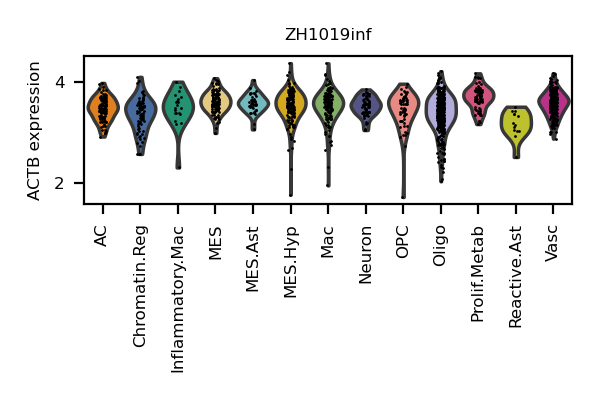 ZH1019inf
ACTB expression
4
2
AC
Chromatin.Reg
Inflammatory.Mac
MES
MES.Ast
MES.Hyp
Mac
Neuron
OPC
Oligo
Prolif.Metab
Reactive.Ast
Vasc